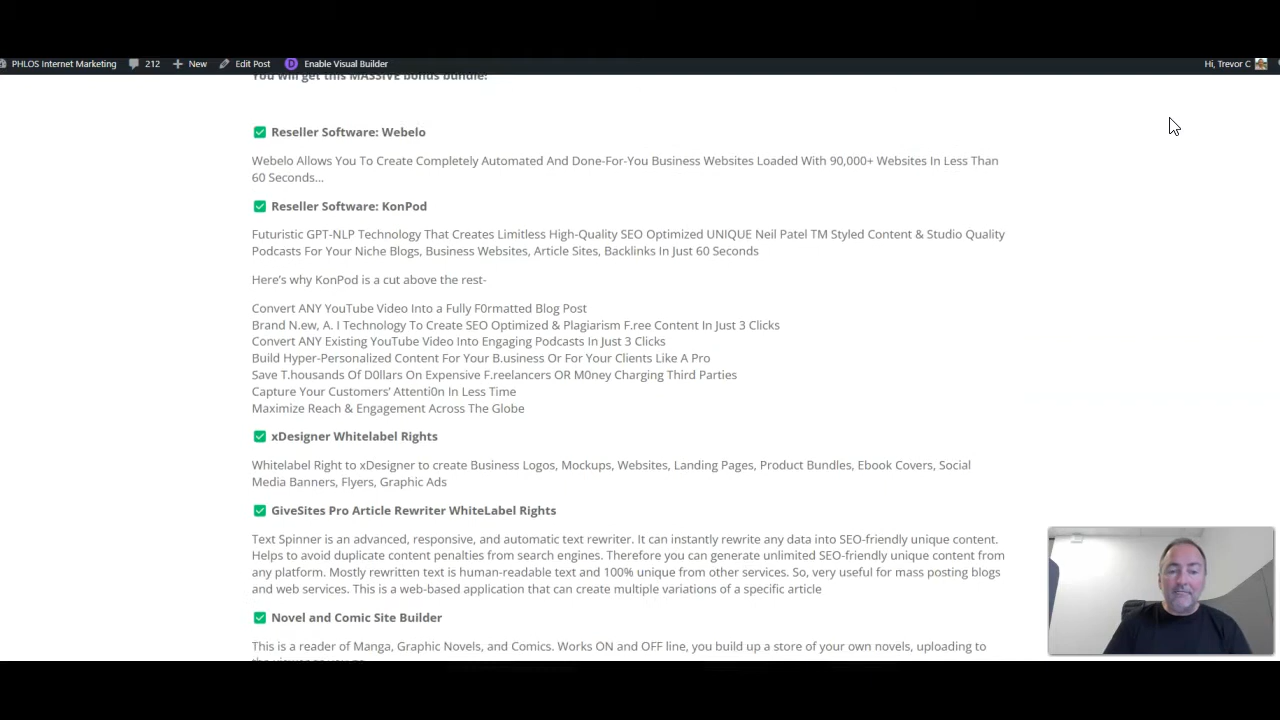 PHLOS Internet Marketing 212 New Edit Post D Enable Visual Builder Hi, Trevor C
You will get this MASSIVE bonus bundle!
Reseller Software: Webelo
Webelo Allows You To Create Completely Automated And Done-For-You Business Websites Loaded With 90,000+ Websites In Less Than
60 Seconds…
Reseller Software: KonPod
Futuristic GPT-NLP Technology That Creates Limitless High-Quality SEO Optimized UNIQUE Neil Patel TM Styled Content & Studio Quality
Podcasts For Your Niche Blogs, Business Websites, Article Sites, Backlinks In Just 60 Seconds
Here’s why KonPod is a cut above the rest-
Convert ANY YouTube Video Into a Fully F0rmatted Blog Post
Brand N.ew, A. I Technology To Create SEO Optimized & Plagiarism F.ree Content In Just 3 Clicks
Convert ANY Existing YouTube Video Into Engaging Podcasts In Just 3 Clicks
Build Hyper-Personalized Content For Your B.usiness Or For Your Clients Like A Pro
Save T.housands Of D0llars On Expensive F.reelancers OR M0ney Charging Third Parties
Capture Your Customers’ Attenti0n In Less Time
Maximize Reach & Engagement Across The Globe
xDesigner Whitelabel Rights
Whitelabel Right to xDesigner to create Business Logos, Mockups, Websites, Landing Pages, Product Bundles, Ebook Covers, Social
Media Banners, Flyers, Graphic Ads
GiveSites Pro Article Rewriter WhiteLabel Rights
Text Spinner is an advanced, responsive, and automatic text rewriter. It can instantly rewrite any data into SEO-friendly unique content.
Helps to avoid duplicate content penalties from search engines. Therefore you can generate unlimited SEO-friendly unique content from
any platform. Mostly rewritten text is human-readable text and 100% unique from other services. So, very useful for mass posting blogs
and web services. This is a web-based application that can create multiple variations of a specific article
Novel and Comic Site Builder
This is a reader of Manga, Graphic Novels, and Comics. Works ON and OFF line, you build up a store of your own novels, uploading to